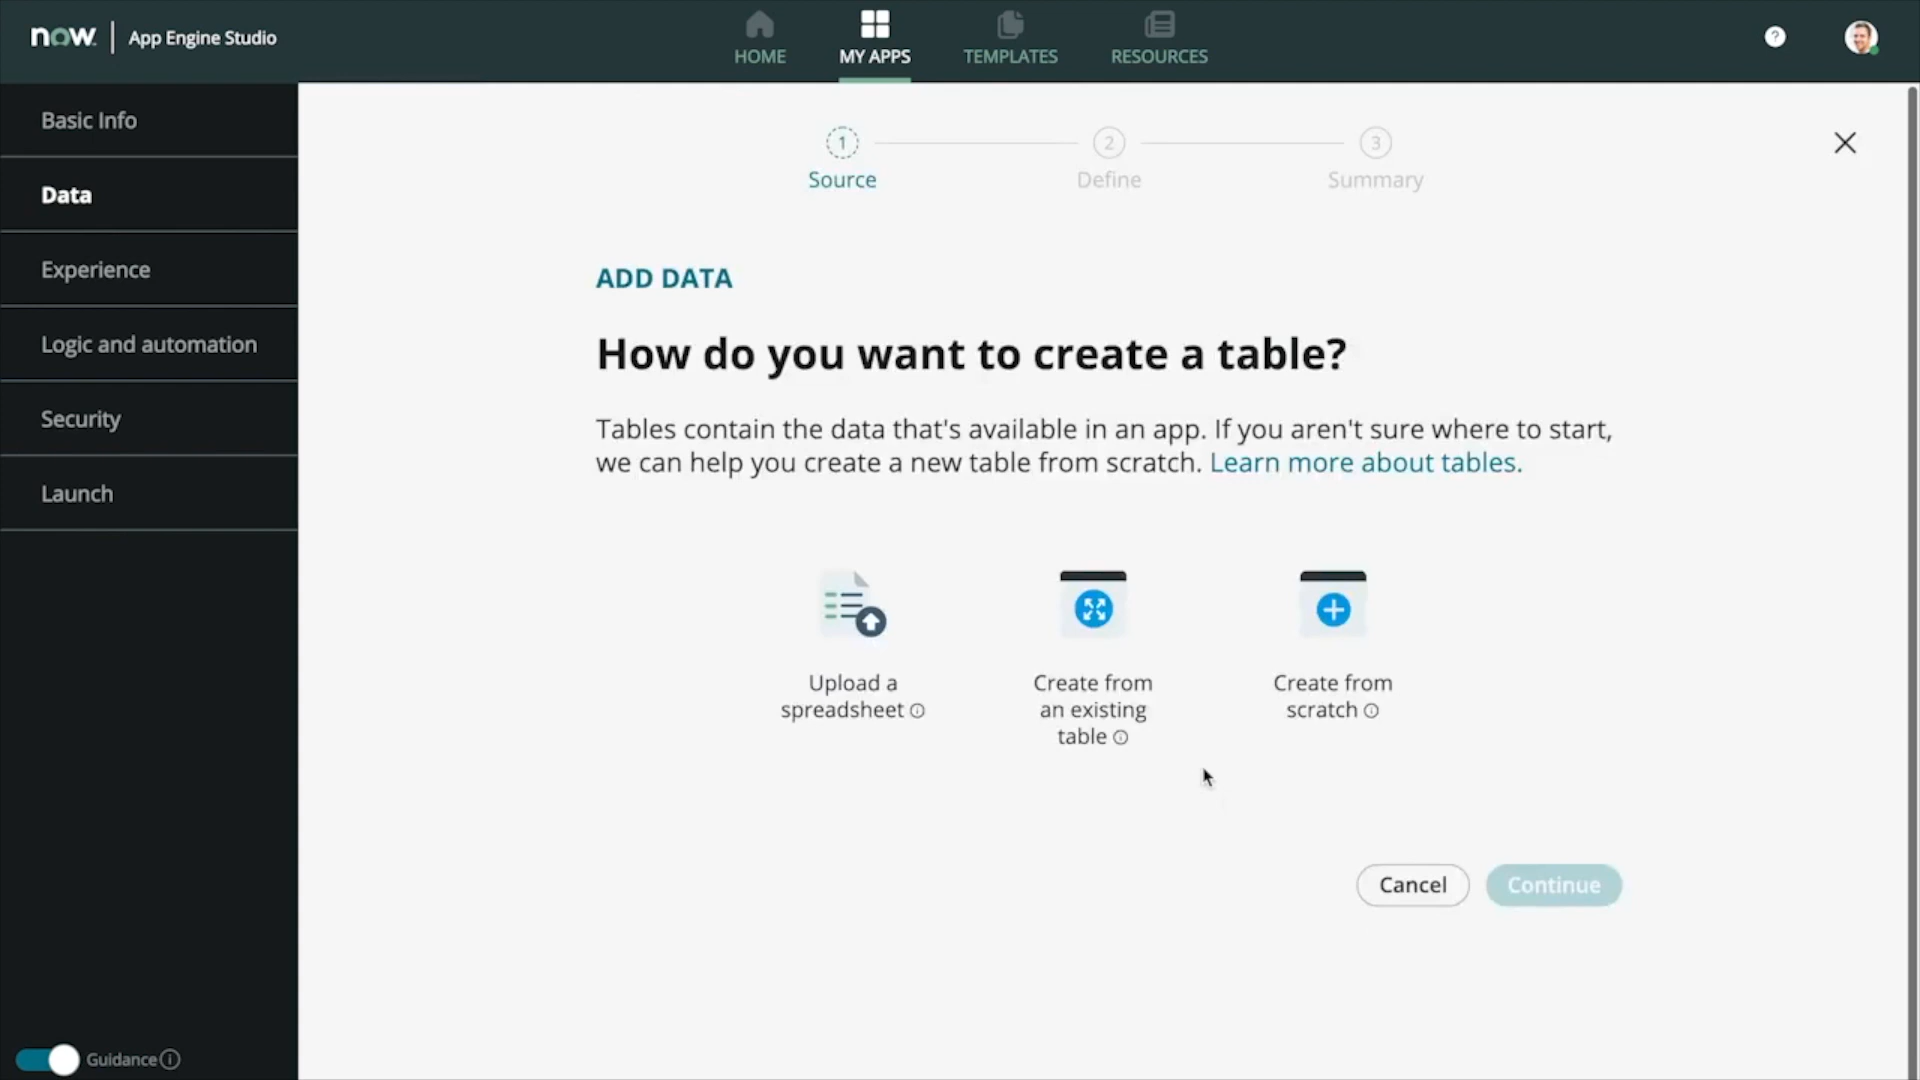 now. App Engine Studio
HOME
MY APPS
TEMPLATES
RESOURCES
?
Basic Info
Data
Experience
Logic and automation
Security
Launch
1
Source
2
Define
3
Summary
ADD DATA
How do you want to create a table?
Tables contain the data that's available in an app. If you aren't sure where to start,
we can help you create a new table from scratch. Learn more about tables.
Upload a
spreadsheet
Create from
an existing
table
Create from
scratch
Cancel
Continue
Guidance